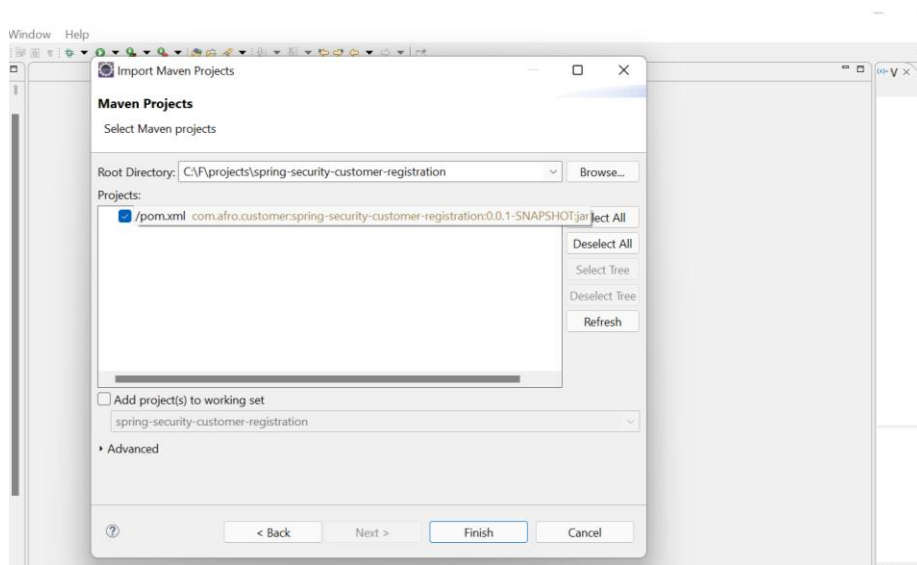 Window Help
Import Maven Projects
Maven Projects
Select Maven projects
Root Directory: C:\F\projects\spring-security-customer-registration Browse...
Projects:
/pom.xml com.afro.customer:spring-security-customer-registration:0.0.1-SNAPSHOT:jar lect All
Deselect All
Select Tree
Deselect Tree
Refresh
Add project(s) to working set
spring-security-customer-registration
Advanced
< Back Next > Finish Cancel